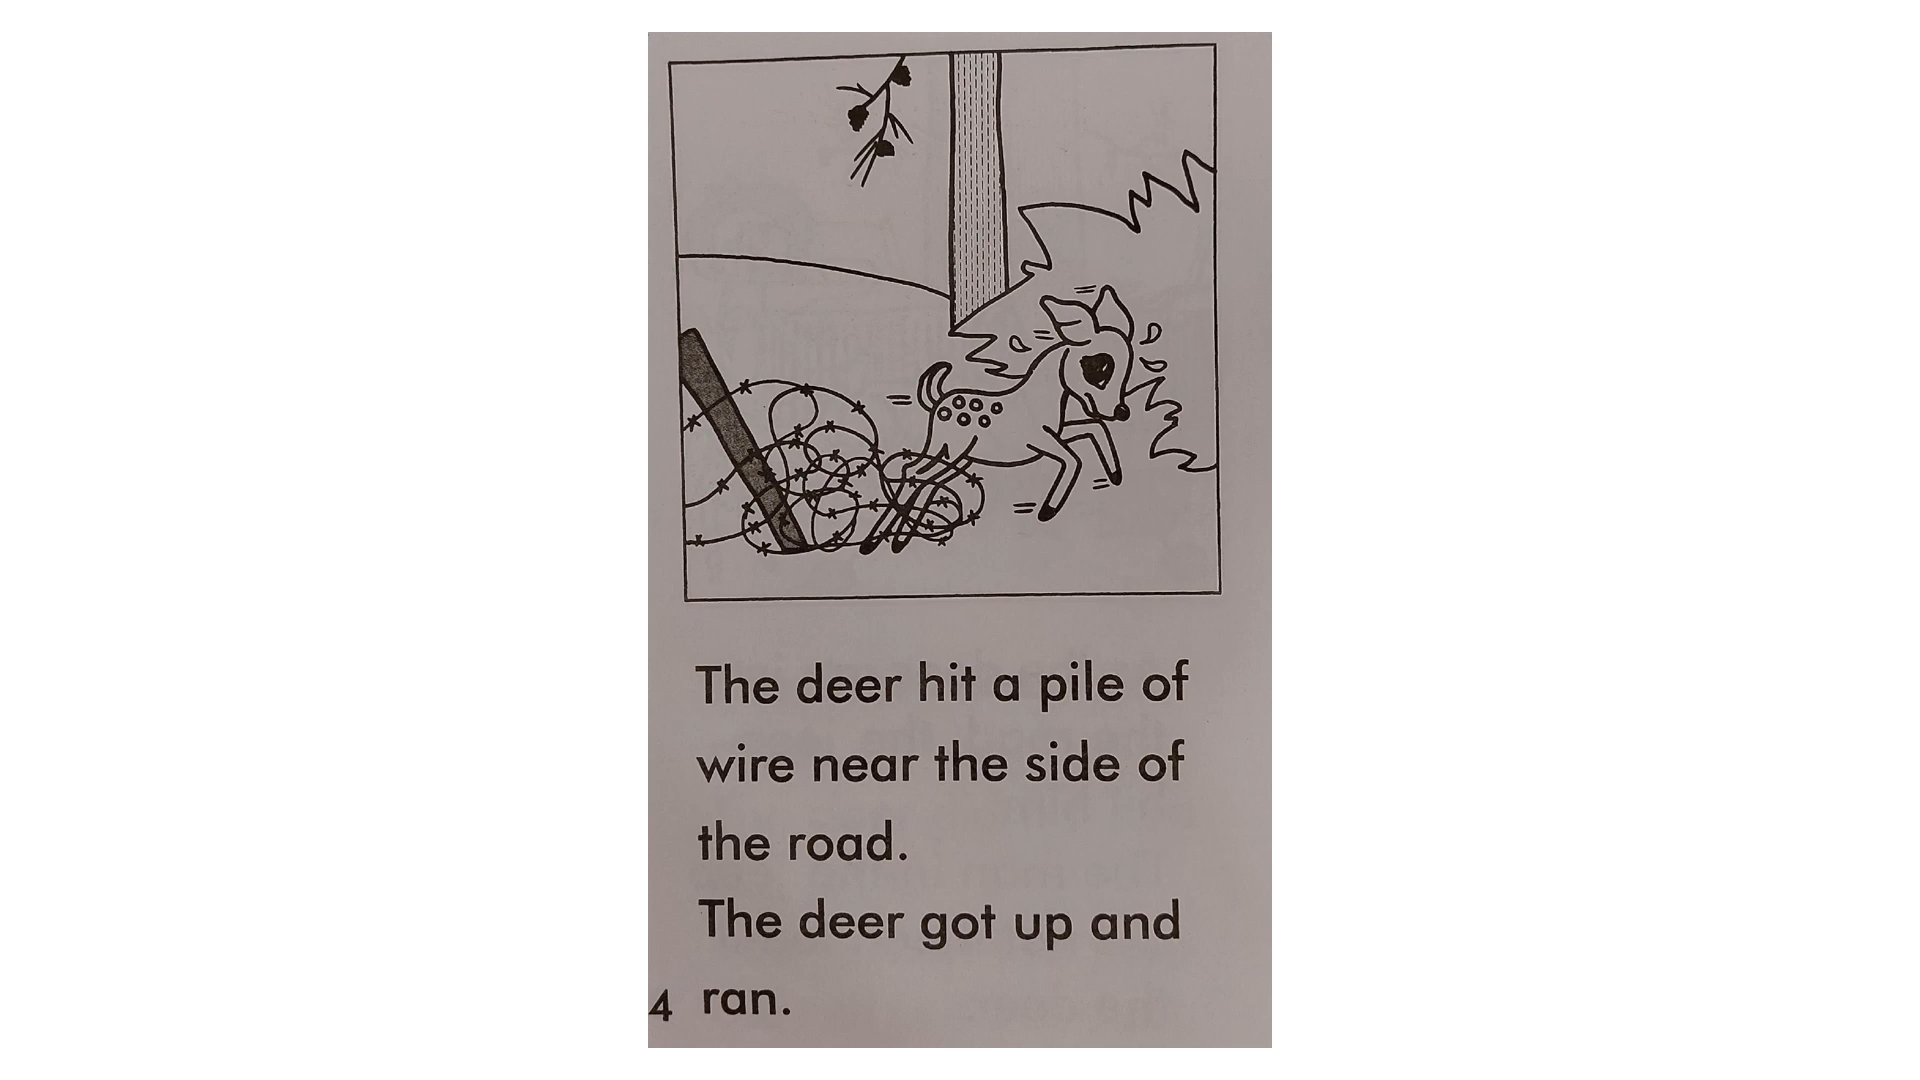 The deer hit a pile of
wire near the side of
the road.
The deer got up and
ran.
4